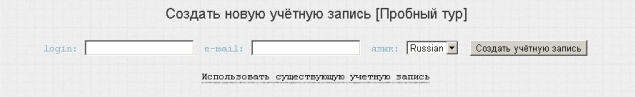 Создать новую учётную запись [Пробный тур]
login: e-mail: язык: Russian Создать учётную запись
Использовать существующую учетную запись